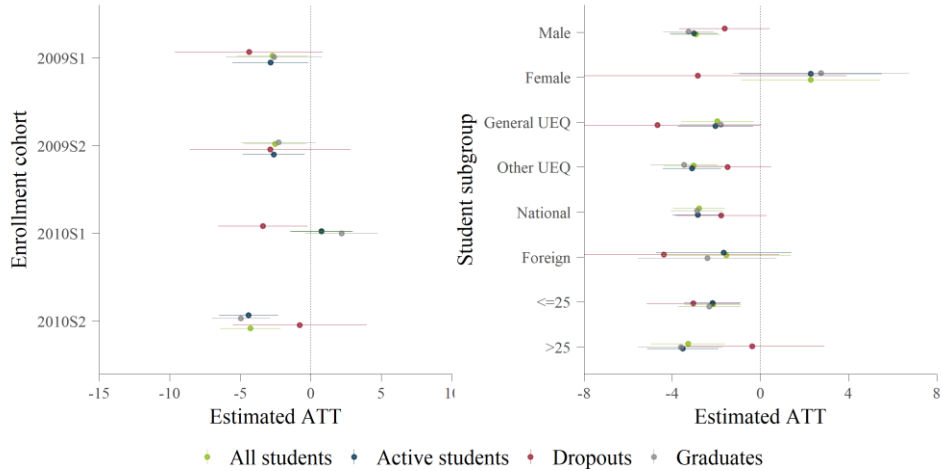 Enrollment cohort
2009S1
2009S2
2010S1
2010S2
-15 -10 -5 0 5 10
Estimated ATT
Student subgroup
Male
Female
General UEQ
Other UEQ
National
Foreign
<=25
>25
-8 -4 0 4 8
Estimated ATT
All students Active students Dropouts Graduates